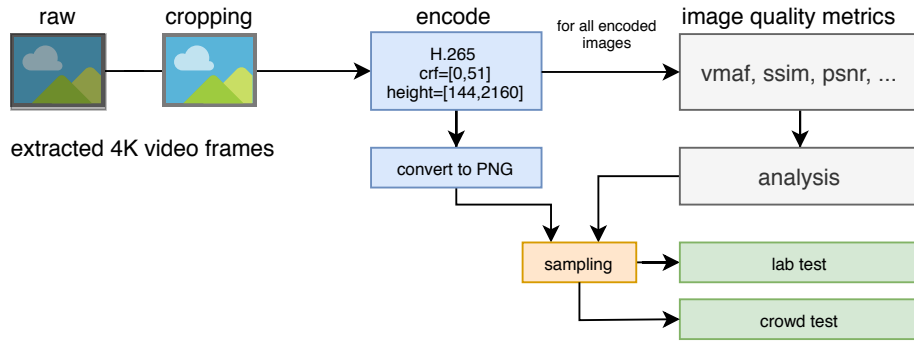 raw
cropping
encode
for all encoded
images
image quality metrics
H.265
crf=[0,51]
height=[144,2160]
vmaf, ssim, psnr, ...
extracted 4K video frames
convert to PNG
analysis
sampling
lab test
crowd test